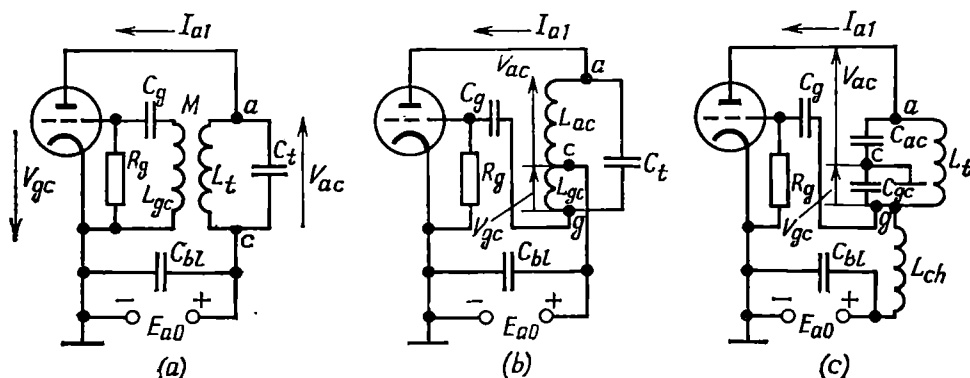 I_a1
C_g
M
a
V_gc
R_g
L_gc
L_t
C_t
V_ac
c
C_bl
− E_a0 +
(a)
I_a1
V_ac
a
C_g
L_ac
c
C_t
R_g
L_gc
V_gc
g
C_bl
− E_a0 +
(b)
I_a1
V_ac
C_g
a
C_ac
c
L_t
R_g
C_gc
V_gc
g
C_bl
L_ch
− E_a0 +
(c)